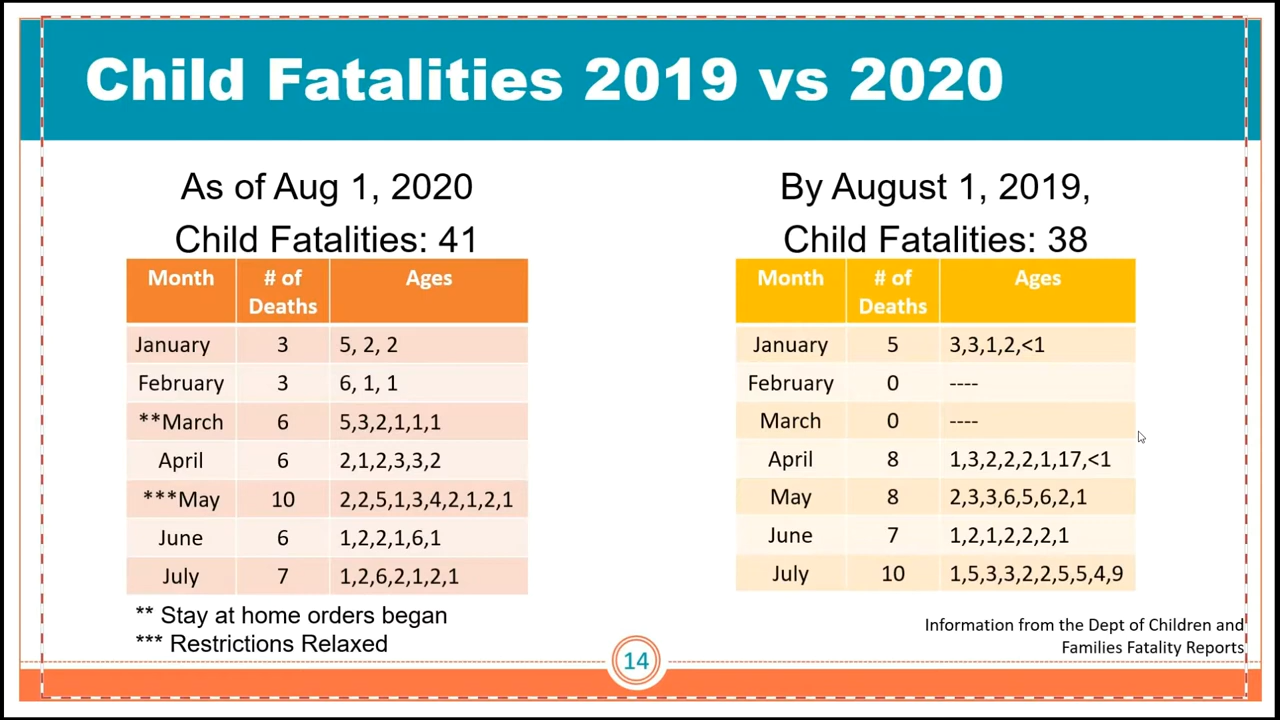 Child Fatalities 2019 vs 2020
As of Aug 1, 2020
Child Fatalities: 41
Month # of Deaths Ages
January 3 5, 2, 2
February 3 6, 1, 1
**March 6 5,3,2,1,1,1
April 6 2,1,2,3,3,2
***May 10 2,2,5,1,3,4,2,1,2,1
June 6 1,2,2,1,6,1
July 7 1,2,6,2,1,2,1
** Stay at home orders began
*** Restrictions Relaxed
By August 1, 2019,
Child Fatalities: 38
Month # of Deaths Ages
January 5 3,3,1,2,<1
February 0 ----
March 0 ----
April 8 1,3,2,2,2,1,17,<1
May 8 2,3,3,6,5,6,2,1
June 7 1,2,1,2,2,2,1
July 10 1,5,3,3,2,2,5,5,4,9
Information from the Dept of Children and
Families Fatality Reports
14